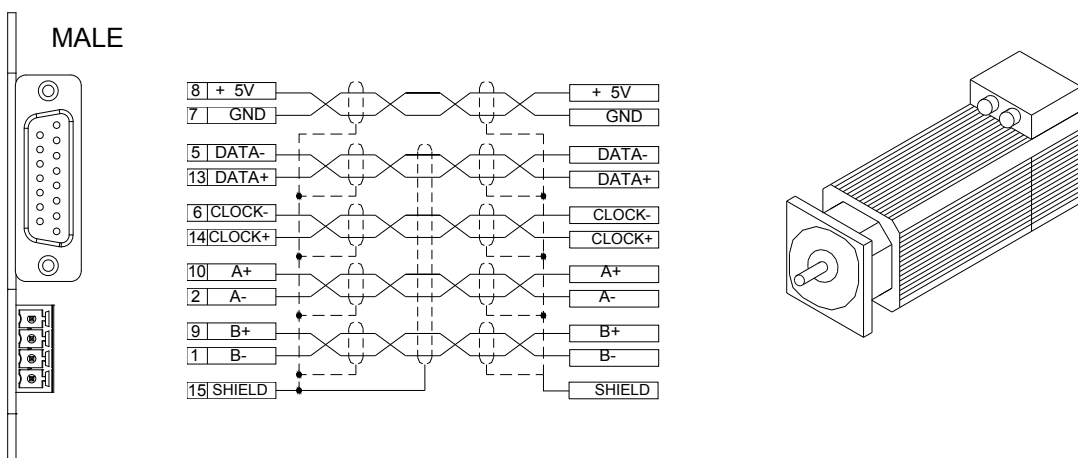 MALE
8 + 5V + 5V
7 GND GND
5 DATA- DATA-
13 DATA+ DATA+
6 CLOCK- CLOCK-
14 CLOCK+ CLOCK+
10 A+ A+
2 A- A-
9 B+ B+
1 B- B-
15 SHIELD SHIELD